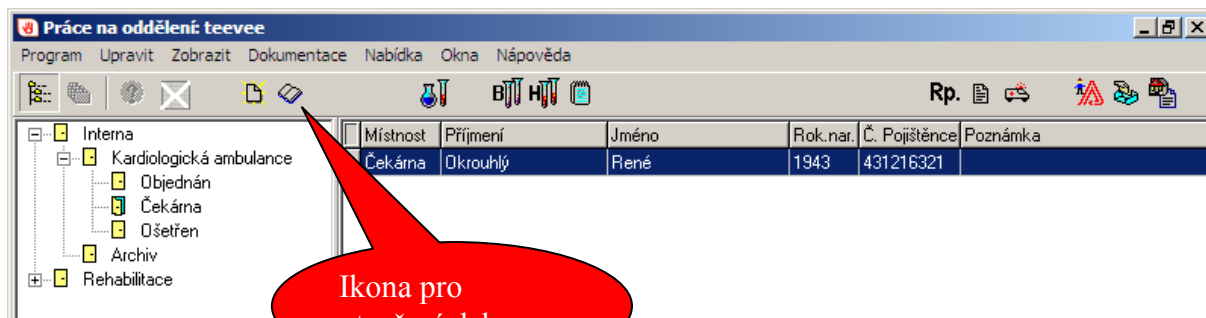 Práce na oddělení: teevee
Program Upravit Zobrazit Dokumentace Nabídka Okna Nápověda
B H Rp.
Interna
Kardiologická ambulance
Objednán
Čekárna
Ošetřen
Archiv
Rehabilitace
Místnost Příjmení Jméno Rok.nar. Č. Pojištěnce Poznámka
Čekárna Okrouhlý René 1943 431216321
Ikona pro